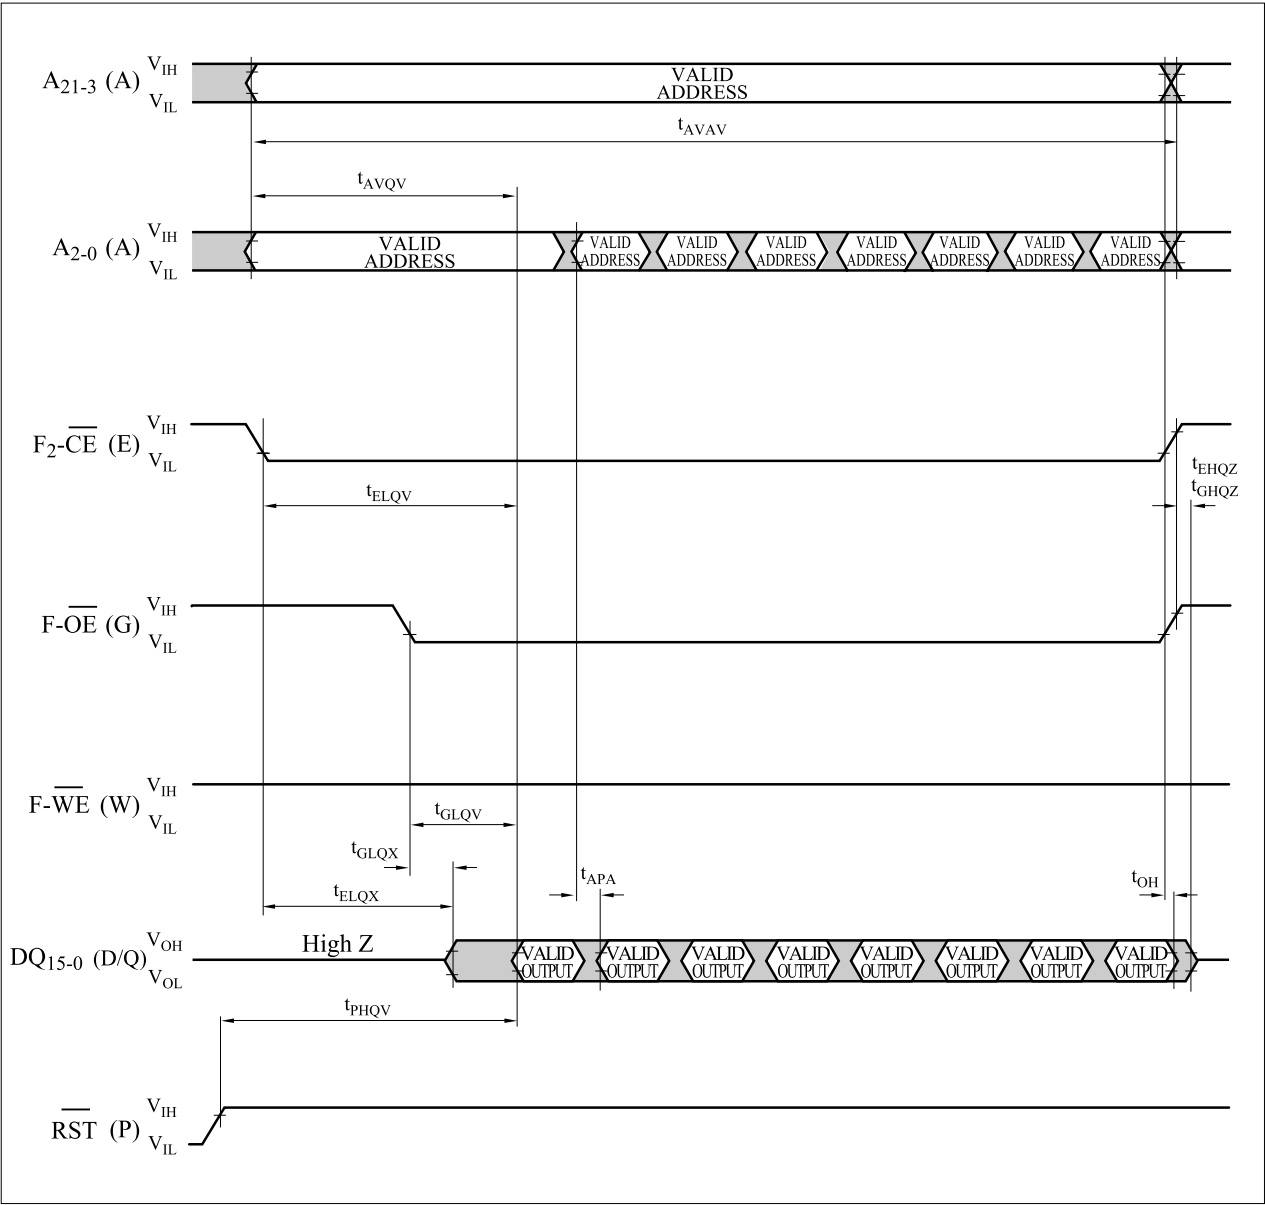 A21-3 (A) VIH VIL VALID ADDRESS
tAVAV
tAVQV
A2-0 (A) VIH VIL VALID ADDRESS VALID ADDRESS VALID ADDRESS VALID ADDRESS VALID ADDRESS VALID ADDRESS VALID ADDRESS VALID ADDRESS
F2-CE (E) VIH VIL
tEHQZ
tGHQZ
tELQV
F-OE (G) VIH VIL
F-WE (W) VIH VIL
tGLQV
tGLQX
tAPA
tOH
tELQX
DQ15-0 (D/Q) VOH VOL High Z VALID OUTPUT VALID OUTPUT VALID OUTPUT VALID OUTPUT VALID OUTPUT VALID OUTPUT VALID OUTPUT VALID OUTPUT
tPHQV
RST (P) VIH VIL